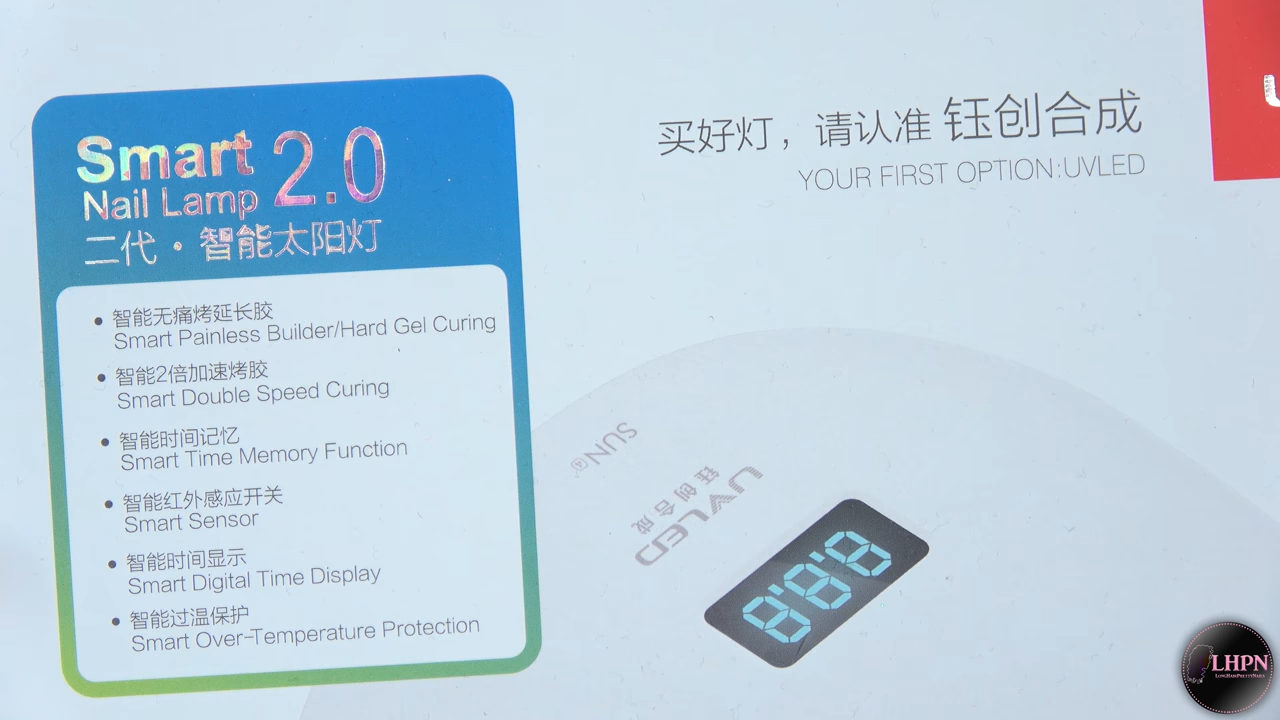 Smart
Nail Lamp 2.0
二代·智能太阳灯
• 智能无痛烤延长胶
Smart Painless Builder/Hard Gel Curing
• 智能2倍加速烤胶
Smart Double Speed Curing
• 智能时间记忆
Smart Time Memory Function
• 智能红外感应开关
Smart Sensor
• 智能时间显示
Smart Digital Time Display
• 智能过温保护
Smart Over-Temperature Protection
买好灯，请认准 钰创合成
YOUR FIRST OPTION:UVLED
SUN
UVLED
钰创合成
8.8.8
LHPN
LongHairPrettyNails